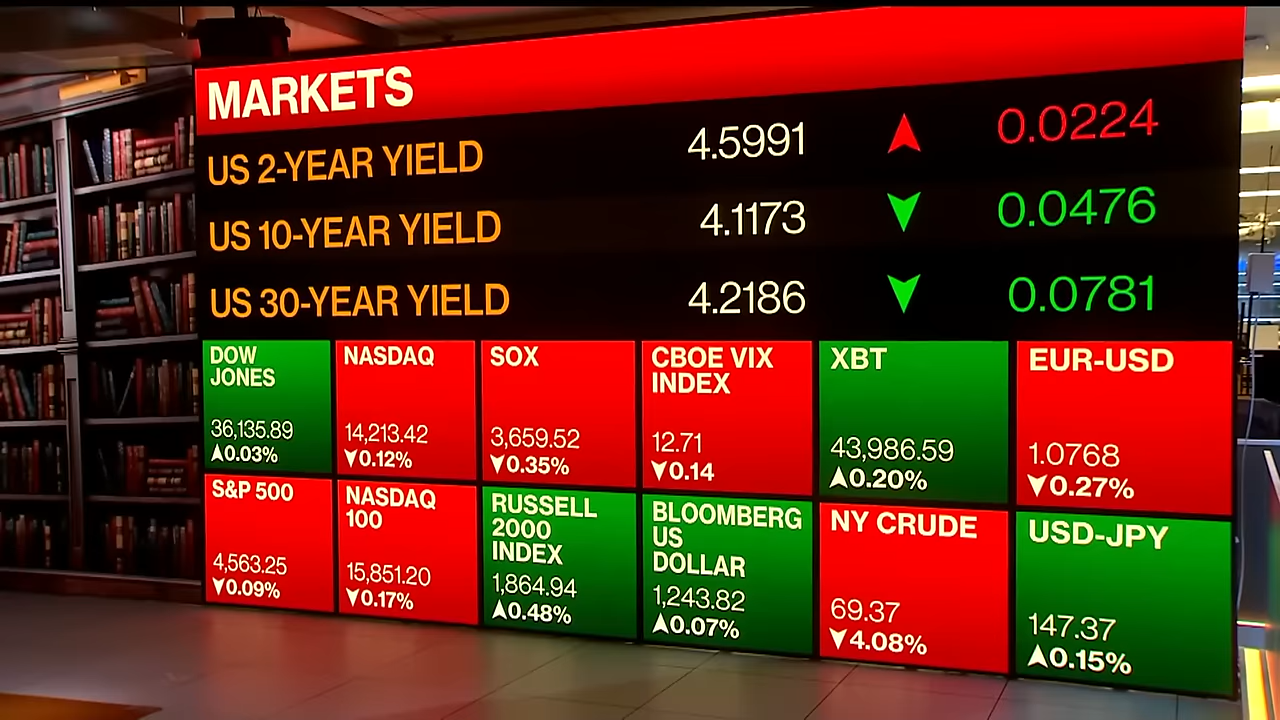 MARKETS
US 2-YEAR YIELD 4.5991 ▲ 0.0224
US 10-YEAR YIELD 4.1173 ▼ 0.0476
US 30-YEAR YIELD 4.2186 ▼ 0.0781
DOW
JONES
36,135.89
▲0.03%
NASDAQ
14,213.42
▼0.12%
SOX
3,659.52
▼0.35%
CBOE VIX
INDEX
12.71
▼0.14
XBT
43,986.59
▲0.20%
EUR-USD
1.0768
▼0.27%
S&P 500
4,563.25
▼0.09%
NASDAQ
100
15,851.20
▼0.17%
RUSSELL
2000
INDEX
1,864.94
▲0.48%
BLOOMBERG
US
DOLLAR
1,243.82
▲0.07%
NY CRUDE
69.37
▼4.08%
USD-JPY
147.37
▲0.15%